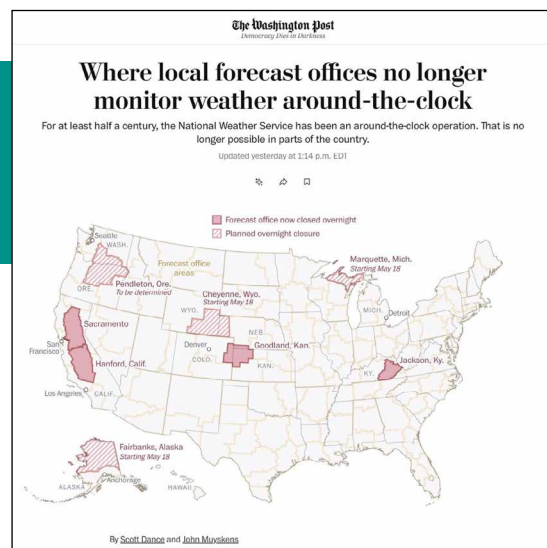 The Washington Post
Democracy Dies in Darkness
Where local forecast offices no longer
monitor weather around-the-clock
For at least half a century, the National Weather Service has been an around-the-clock operation. That is no
longer possible in parts of the country.
Updated yesterday at 1:14 p.m. EDT
Forecast office now closed overnight
Planned overnight closure
Seattle
WASH.
Forecast office
areas
Marquette, Mich.
Starting May 18
Pendleton, Ore.
To be determined
ORE.
Cheyenne, Wyo.
Starting May 18
WYO.
MICH.
Detroit
Sacramento
NEB.
San
Francisco
Denver
Goodland, Kan.
Jackson, Ky.
Hanford, Calif.
COLO.
KAN.
KY.
Los Angeles
CALIF.
Fairbanks, Alaska
Starting May 18
Anchorage
ALASKA
HAWAII
By Scott Dance and John Muyskens